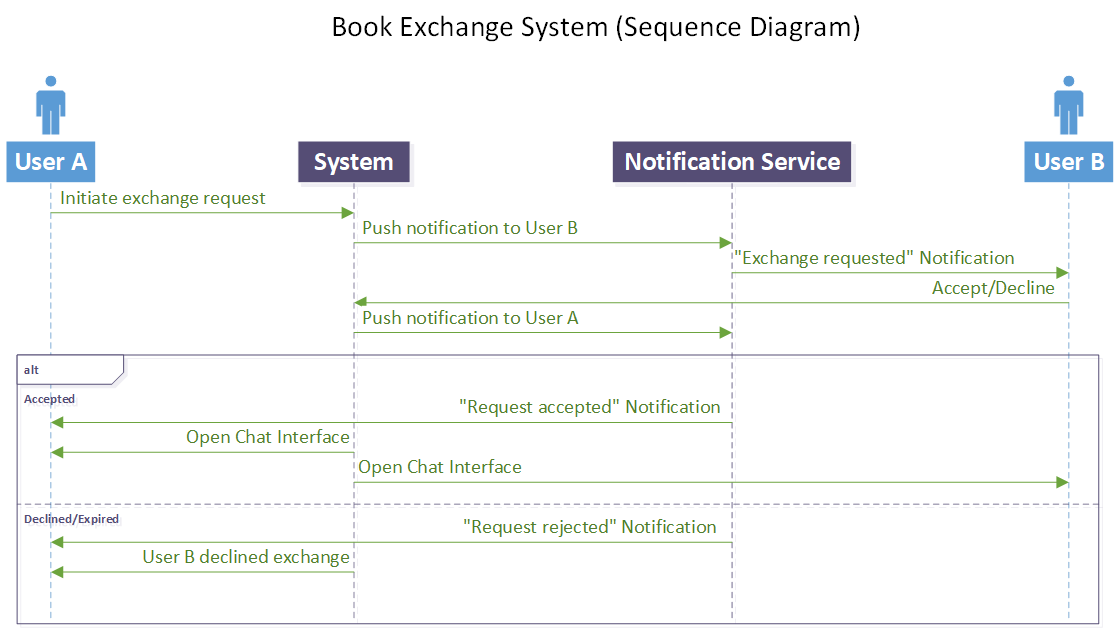 Book Exchange System (Sequence Diagram)
User A
System
Notification Service
User B
Initiate exchange request
Push notification to User B
"Exchange requested" Notification
Accept/Decline
Push notification to User A
alt
Accepted
"Request accepted" Notification
Open Chat Interface
Open Chat Interface
Declined/Expired
"Request rejected" Notification
User B declined exchange